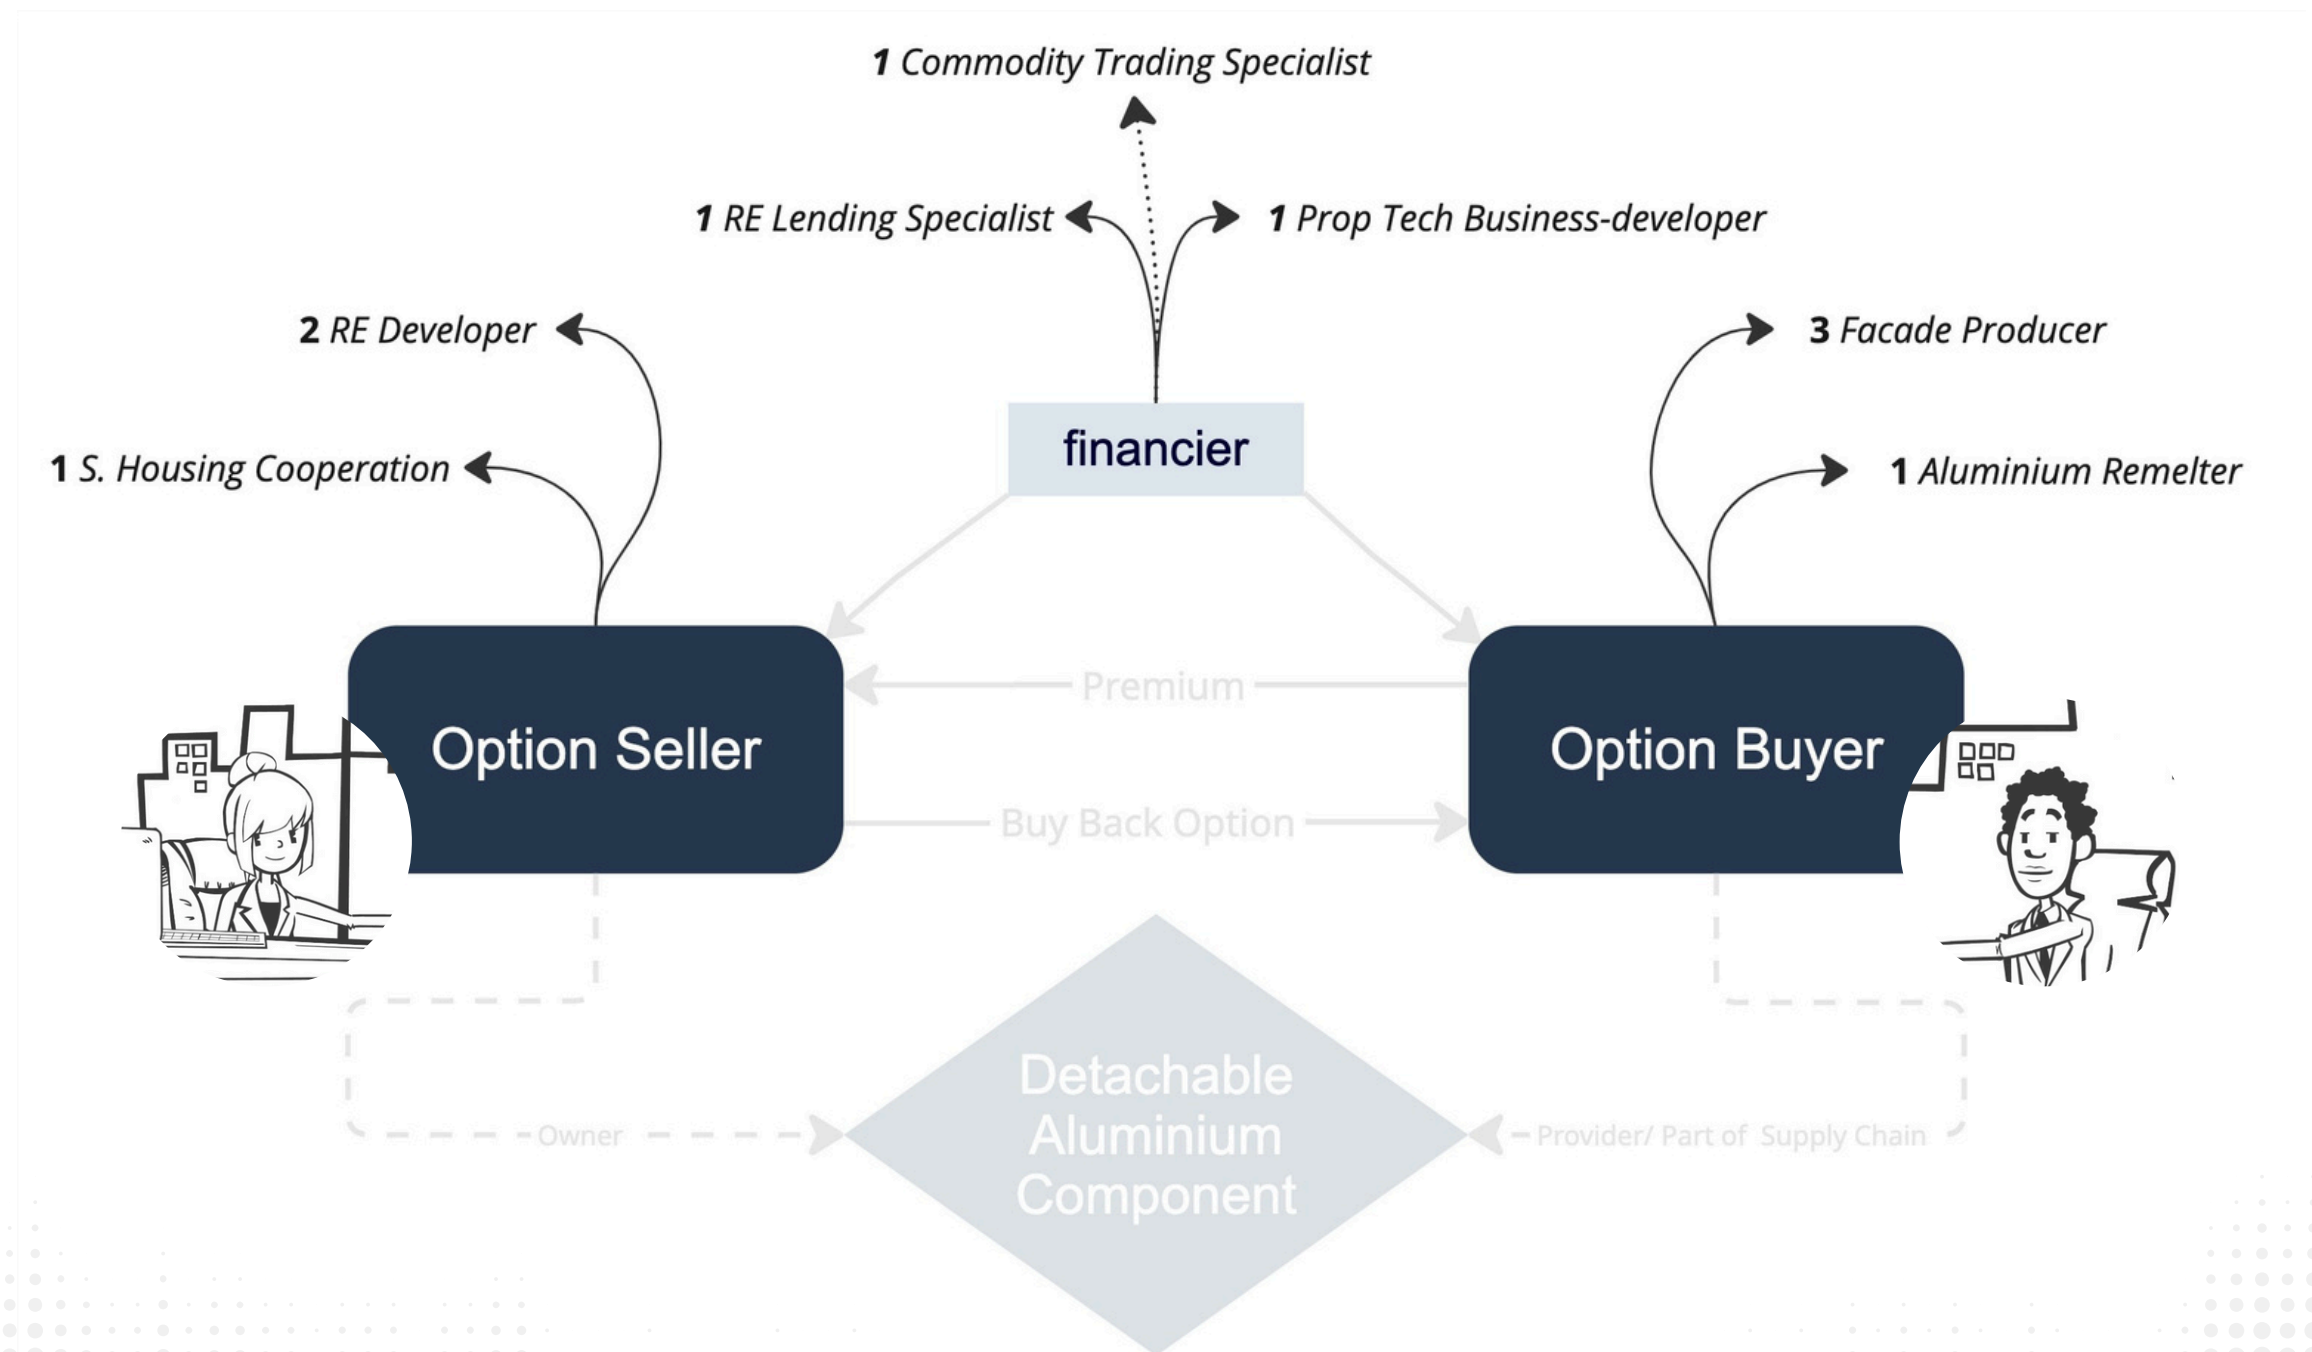 1 Commodity Trading Specialist
1 RE Lending Specialist
1 Prop Tech Business-developer
2 RE Developer
3 Facade Producer
financier
1 S. Housing Cooperation
1 Aluminium Remelter
Premium
Option Seller
Option Buyer
Buy Back Option
Detachable
Aluminium
Component
Owner
Provider/ Part of Supply Chain